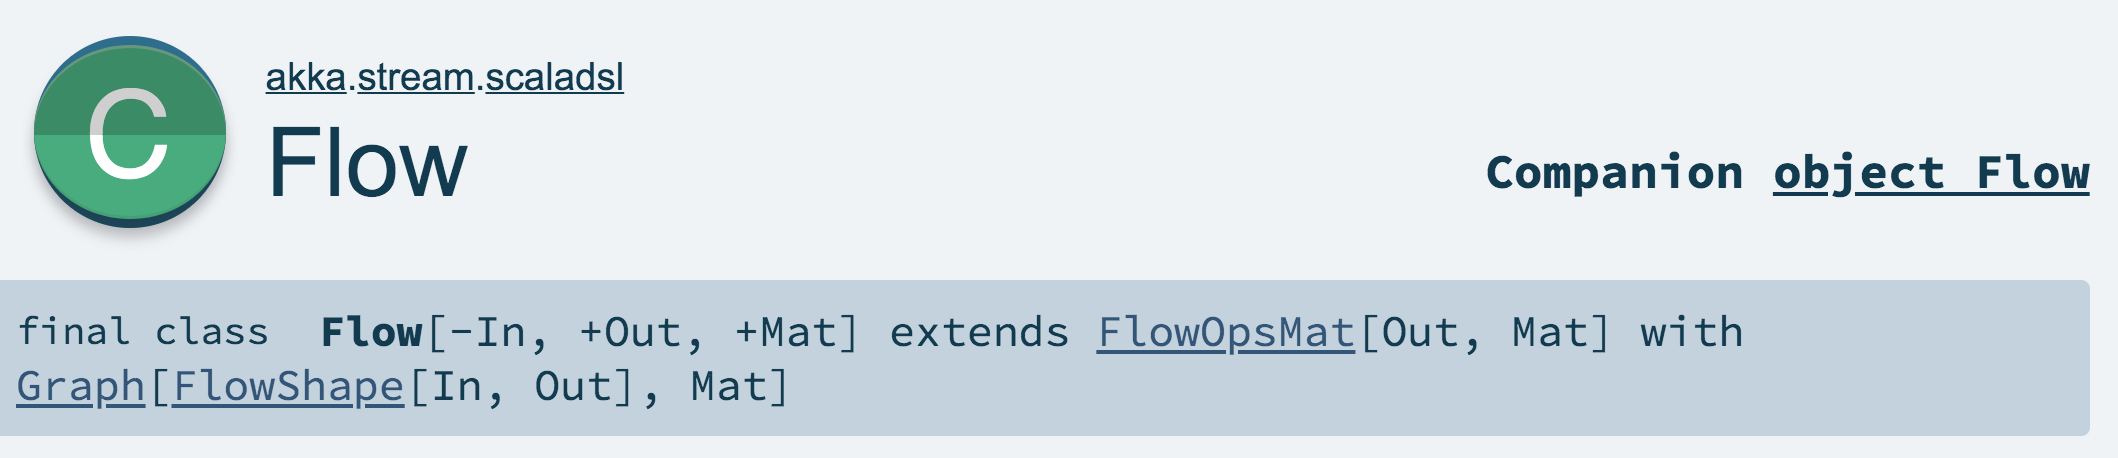 C
akka.stream.scaladsl
Flow
Companion object Flow
final class Flow[-In, +Out, +Mat] extends FlowOpsMat[Out, Mat] with
Graph[FlowShape[In, Out], Mat]